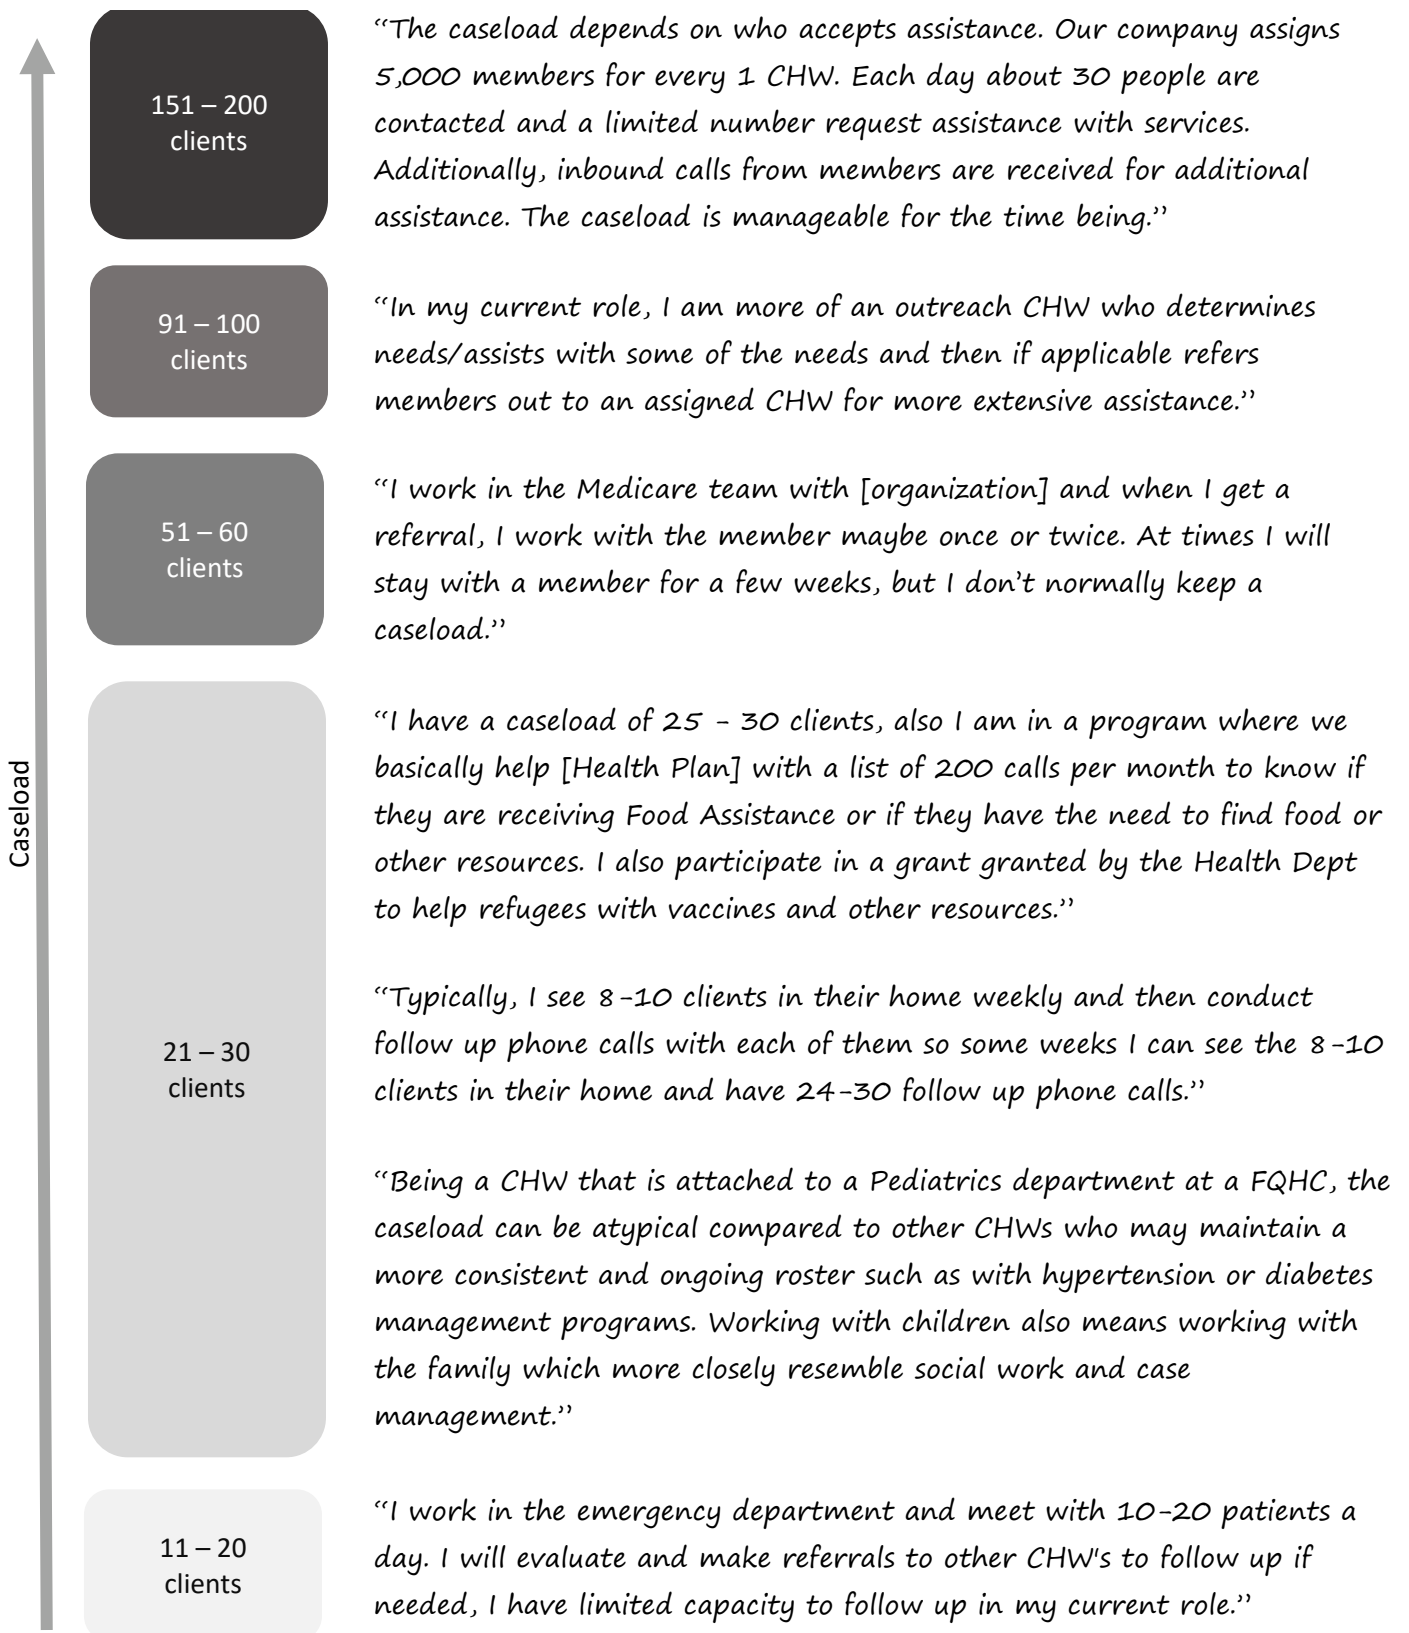 Caseload
151 – 200
clients
“The caseload depends on who accepts assistance. Our company assigns
5,000 members for every 1 CHW. Each day about 30 people are
contacted and a limited number request assistance with services.
Additionally, inbound calls from members are received for additional
assistance. The caseload is manageable for the time being.”
91 – 100
clients
“In my current role, I am more of an outreach CHW who determines
needs/assists with some of the needs and then if applicable refers
members out to an assigned CHW for more extensive assistance.”
51 – 60
clients
“I work in the Medicare team with [organization] and when I get a
referral, I work with the member maybe once or twice. At times I will
stay with a member for a few weeks, but I don’t normally keep a
caseload.”
21 – 30
clients
“I have a caseload of 25 - 30 clients, also I am in a program where we
basically help [Health Plan] with a list of 200 calls per month to know if
they are receiving Food Assistance or if they have the need to find food or
other resources. I also participate in a grant granted by the Health Dept
to help refugees with vaccines and other resources.”
“Typically, I see 8-10 clients in their home weekly and then conduct
follow up phone calls with each of them so some weeks I can see the 8-10
clients in their home and have 24-30 follow up phone calls.”
“Being a CHW that is attached to a Pediatrics department at a FQHC, the
caseload can be atypical compared to other CHWs who may maintain a
more consistent and ongoing roster such as with hypertension or diabetes
management programs. Working with children also means working with
the family which more closely resemble social work and case
management.”
11 – 20
clients
“I work in the emergency department and meet with 10-20 patients a
day. I will evaluate and make referrals to other CHW's to follow up if
needed, I have limited capacity to follow up in my current role.”